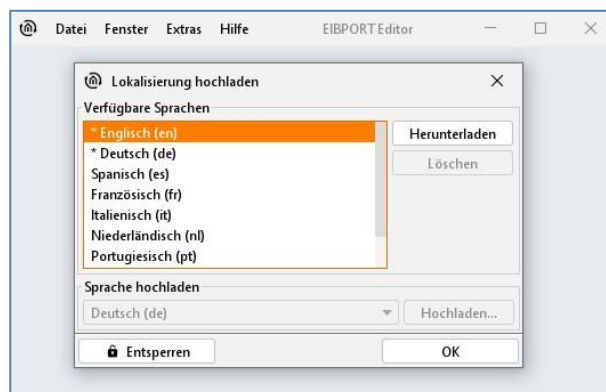 Datei Fenster Extras Hilfe EIBPORT Editor
Lokalisierung hochladen
Verfügbare Sprachen
* Englisch (en)
Herunterladen
* Deutsch (de)
Löschen
Spanisch (es)
Französisch (fr)
Italienisch (it)
Niederländisch (nl)
Portugiesisch (pt)
Sprache hochladen
Deutsch (de) Hochladen...
Entsperren OK